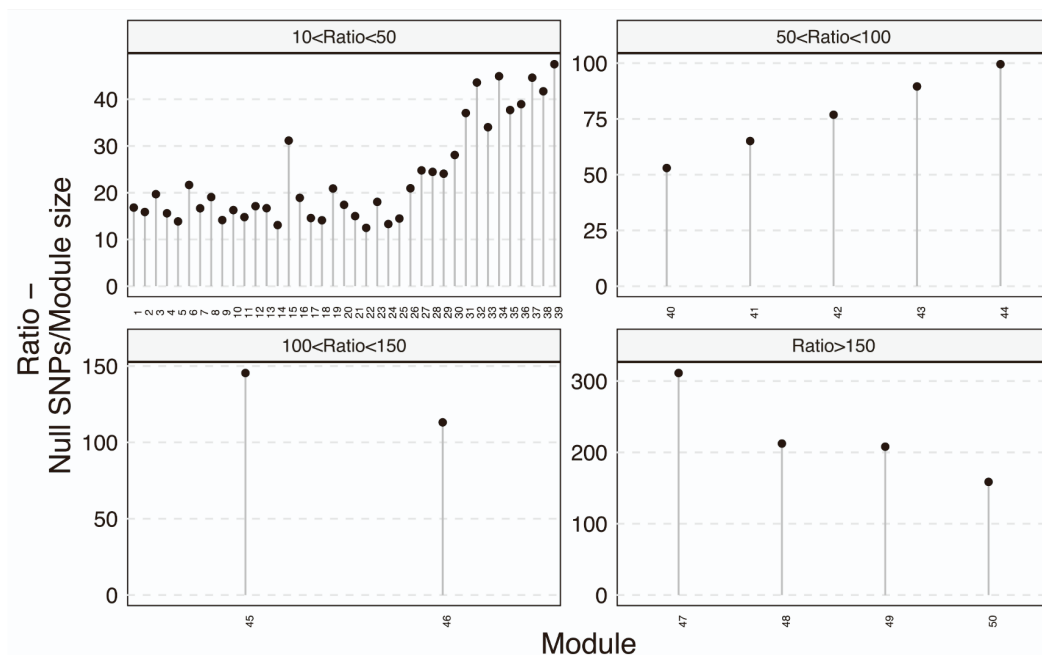 10<Ratio<50
50<Ratio<100
40
30
20
10
0
100
75
50
25
0
1 2 3 4 5 6 7 8 9 10 11 12 13 14 15 16 17 18 19 20 21 22 23 24 25 26 27 28 29 30 31 32 33 34 35 36 37 38 39
40 41 42 43 44
Ratio –
Null SNPs/Module size
100<Ratio<150
Ratio>150
150
100
50
0
300
200
100
0
45 46
47 48 49 50
Module